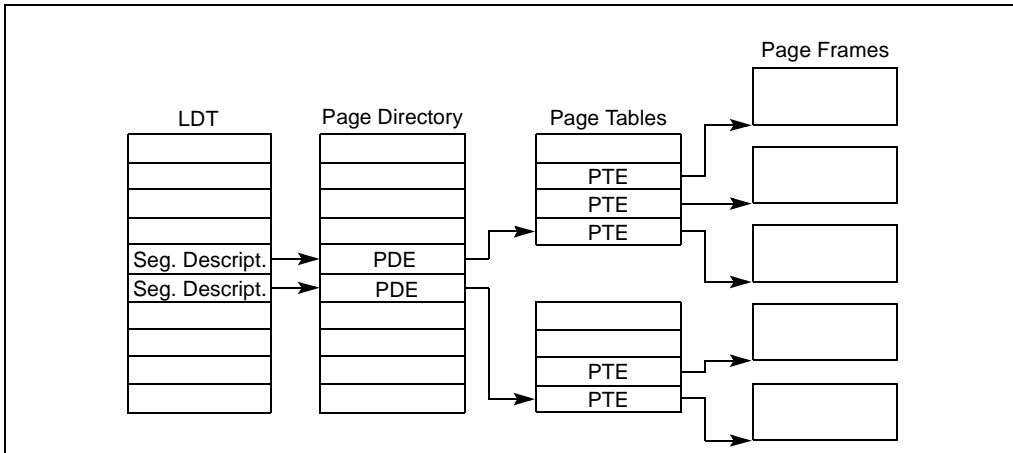 Page Frames
LDT
Page Directory
Page Tables
PTE
PTE
PTE
Seg. Descript.
PDE
Seg. Descript.
PDE
PTE
PTE